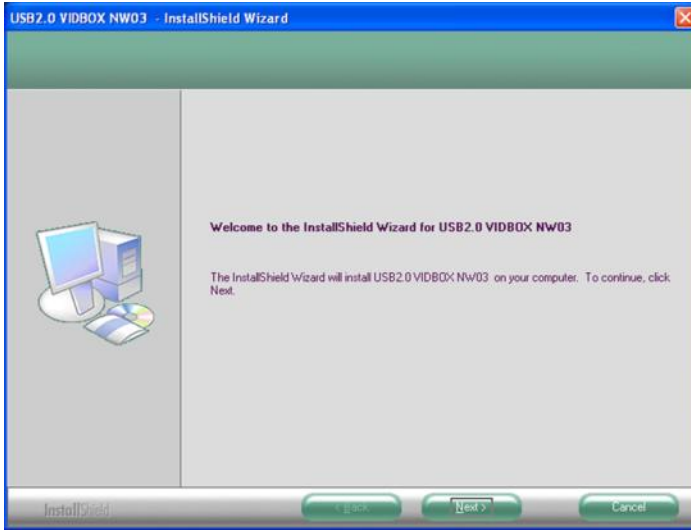 USB2.0 VIDBOX NW03 - InstallShield Wizard
Welcome to the InstallShield Wizard for USB2.0 VIDBOX NW03
The InstallShield Wizard will install USB2.0 VIDBOX NW03 on your computer. To continue, click
Next.
InstallShield
< Back
Next >
Cancel